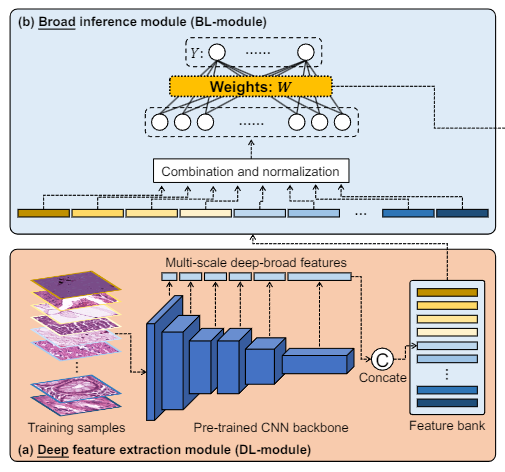 (b) Broad inference module (BL-module)
Y: ······
Weights: W
······
Combination and normalization
···
Multi-scale deep-broad features
C
Concate
Training samples
Pre-trained CNN backbone
Feature bank
(a) Deep feature extraction module (DL-module)